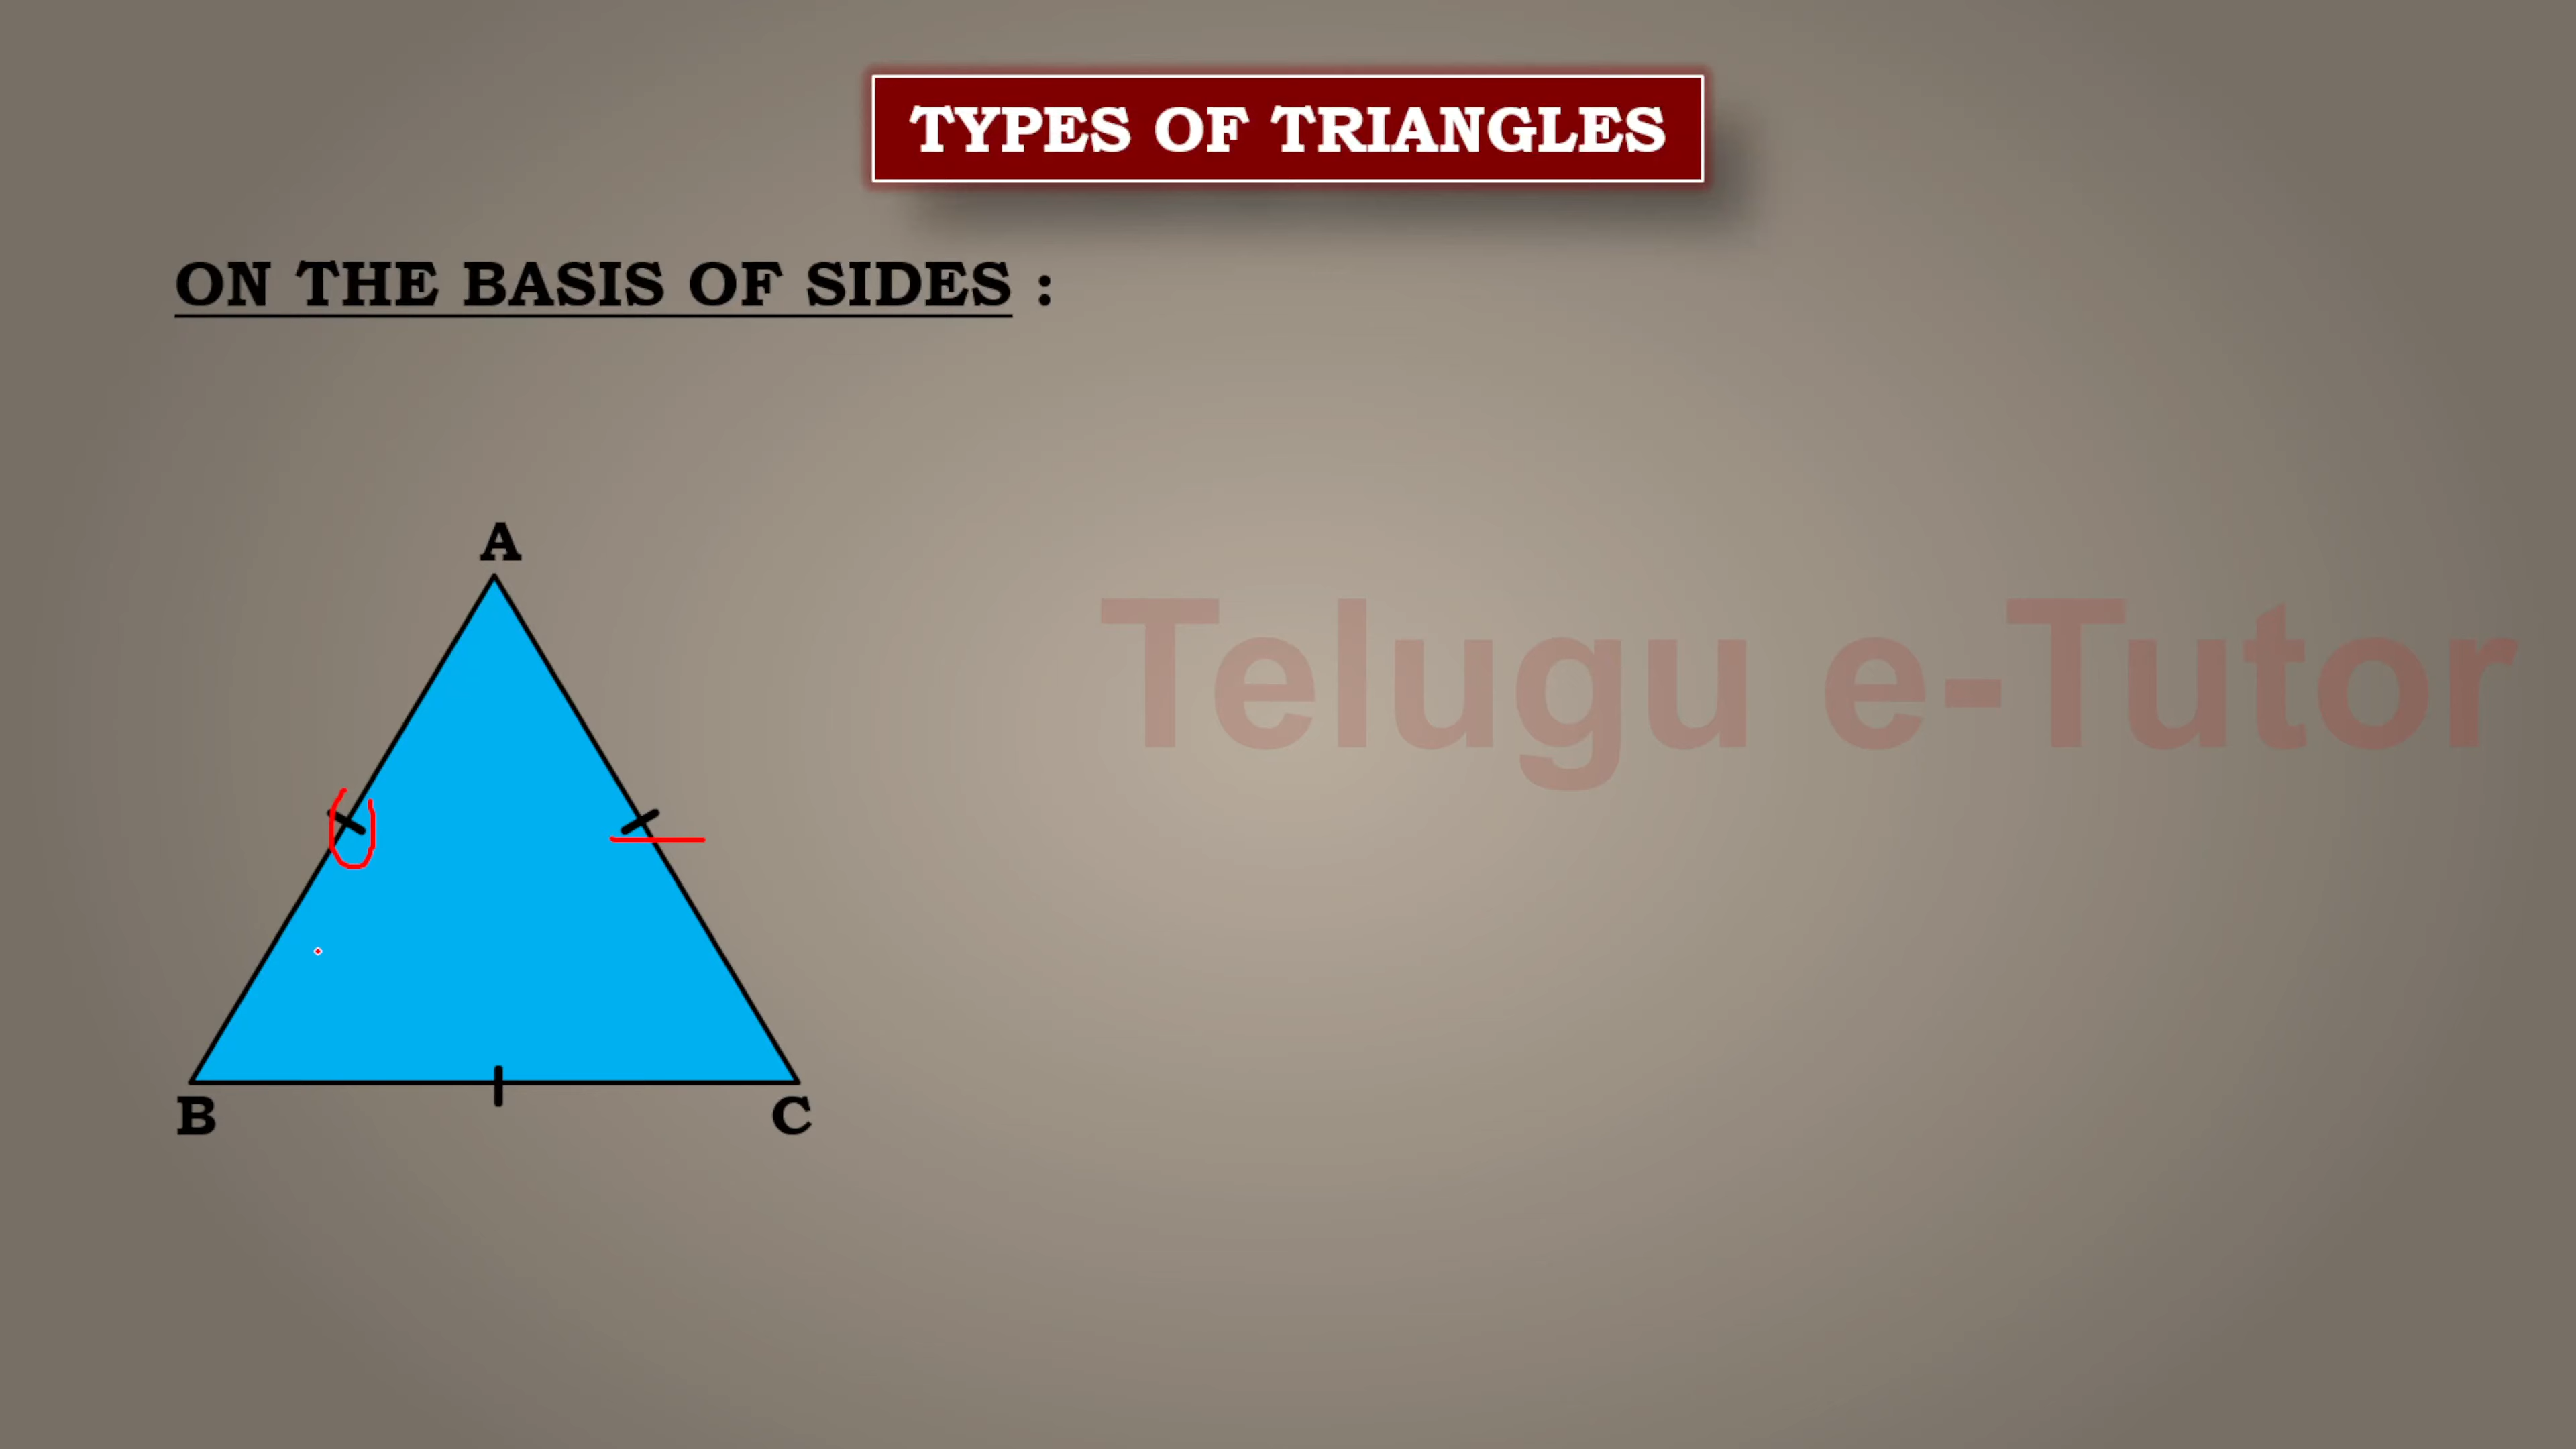 TYPES OF TRIANGLES
ON THE BASIS OF SIDES :
A
Telugu e-Tutor
B
C